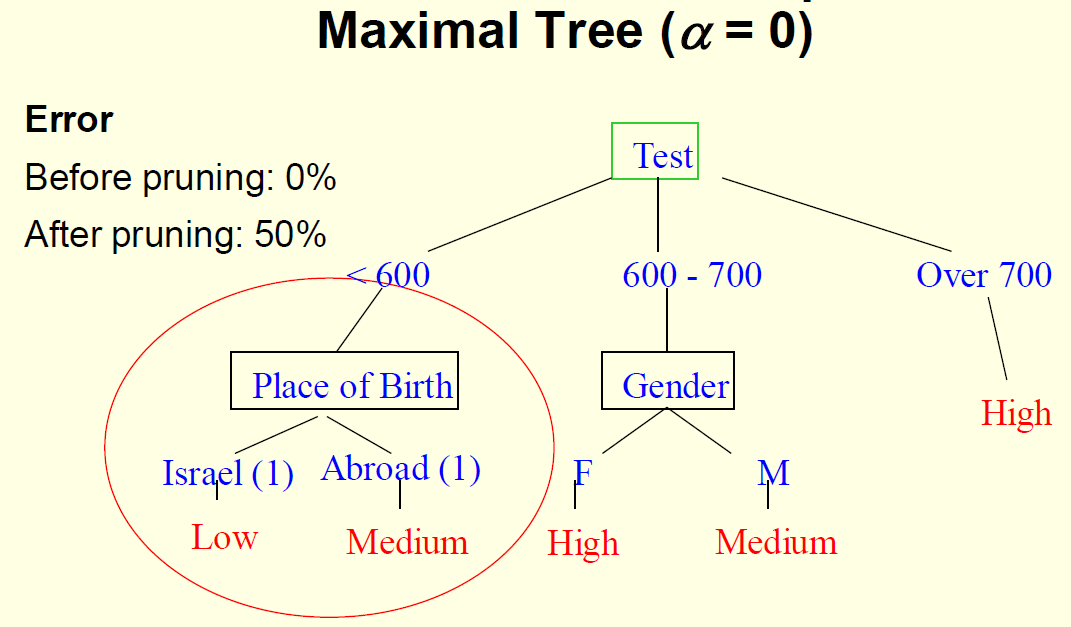 Maximal Tree (α = 0)
Error
Before pruning: 0%
After pruning: 50%
Test
< 600
600 - 700
Over 700
Place of Birth
Gender
High
Israel (1)
Abroad (1)
F
M
Low
Medium
High
Medium